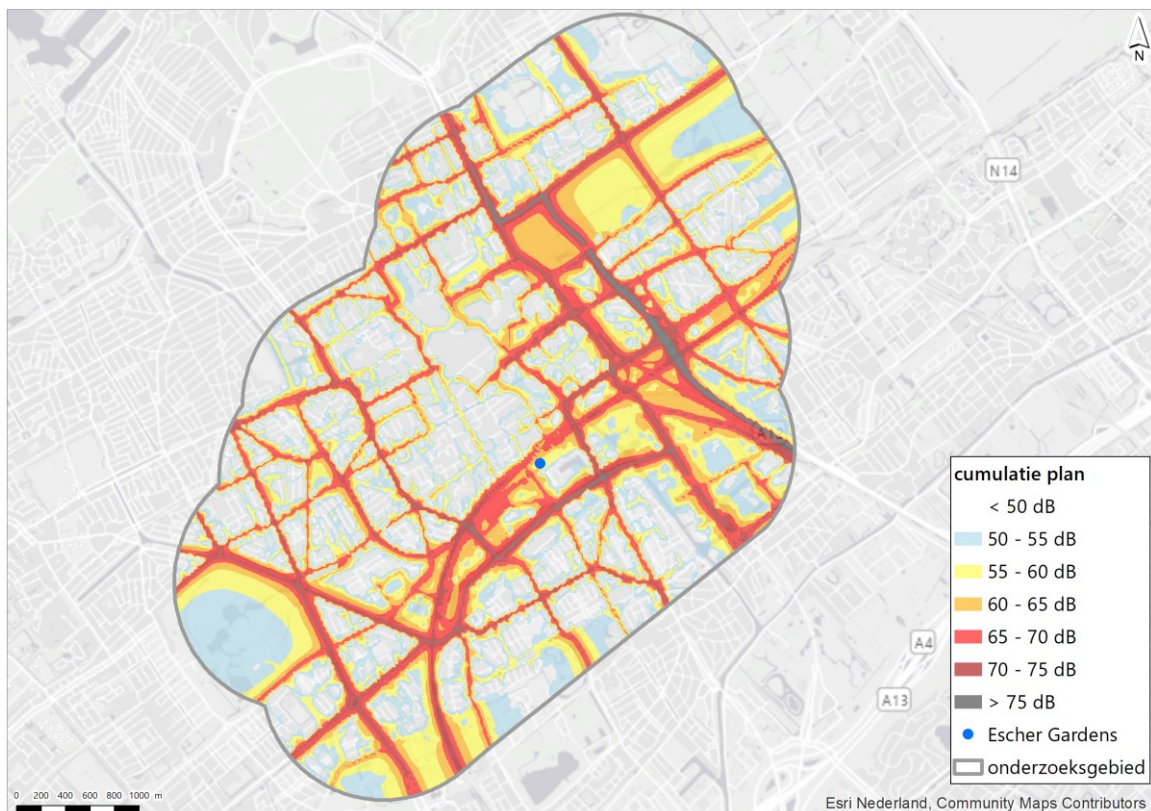 N
N14
A12
A4
A13
cumulatie plan
< 50 dB
50 - 55 dB
55 - 60 dB
60 - 65 dB
65 - 70 dB
70 - 75 dB
> 75 dB
Escher Gardens
onderzoeksgebied
0 200 400 600 800 1000 m
Esri Nederland, Community Maps Contributors